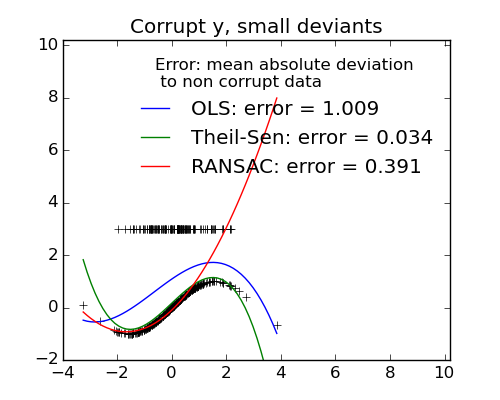 Corrupt y, small deviants
Error: mean absolute deviation
to non corrupt data
OLS: error = 1.009
Theil-Sen: error = 0.034
RANSAC: error = 0.391
10
8
6
4
2
0
−2
−4 −2 0 2 4 6 8 10